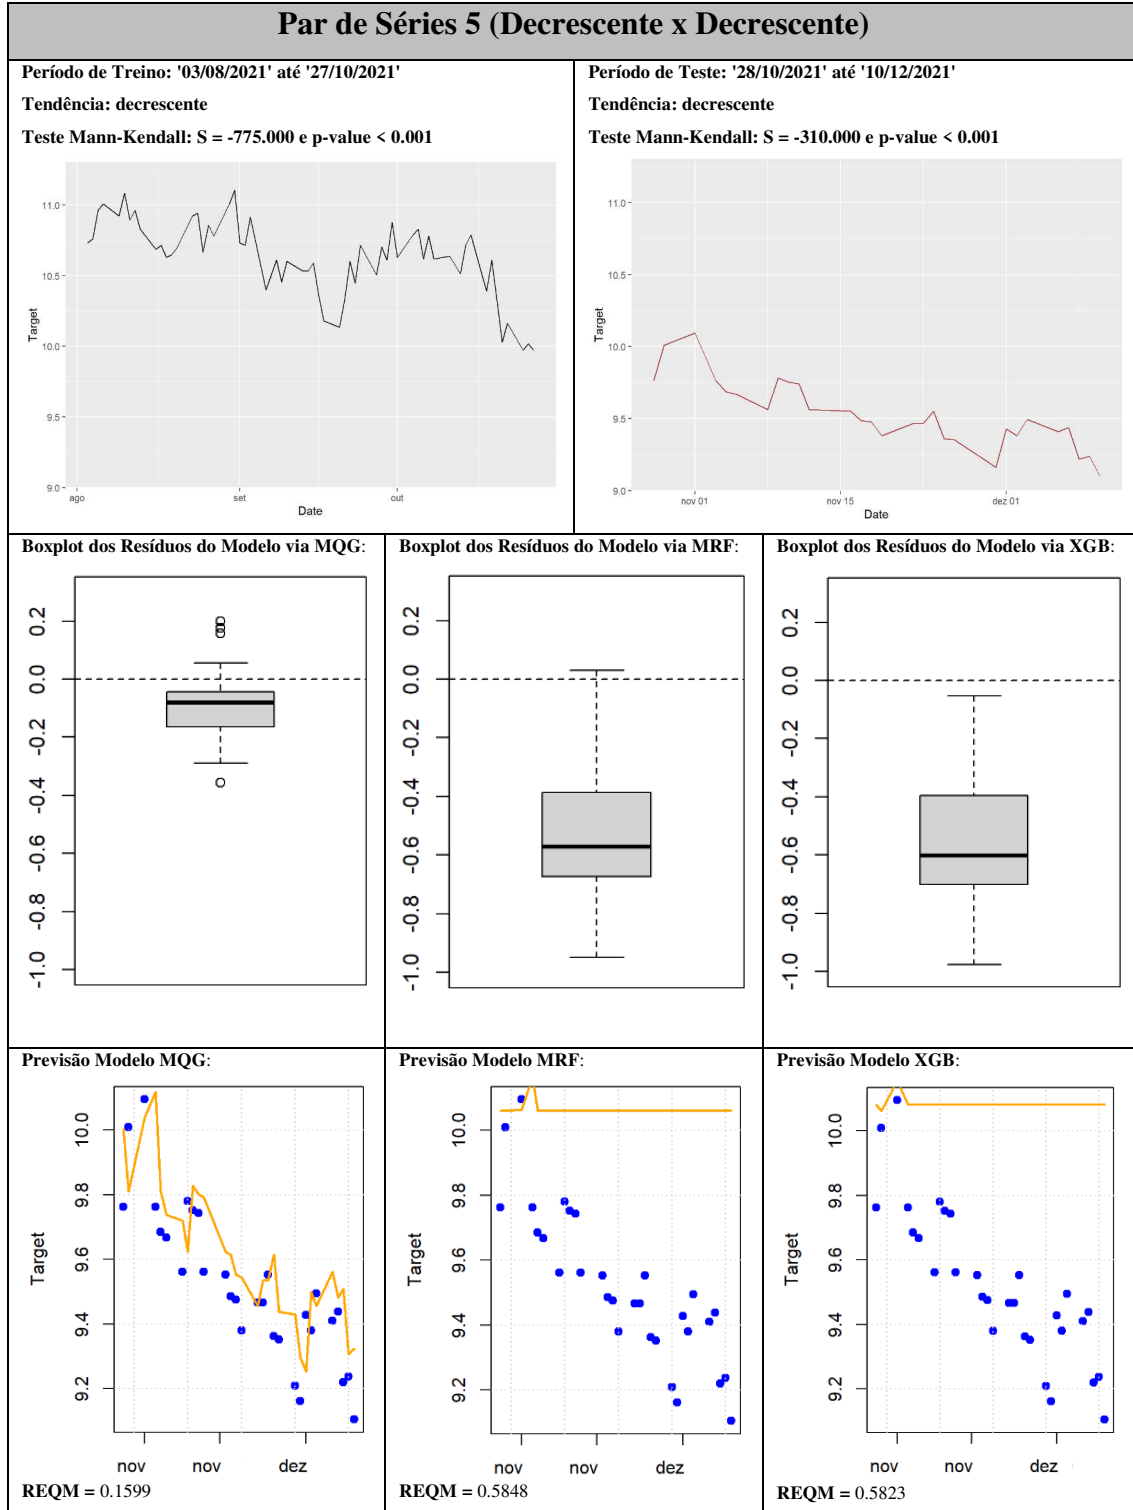 Par de Séries 5 (Decrescente x Decrescente)
Período de Treino: '03/08/2021' até '27/10/2021'
Tendência: decrescente
Teste Mann-Kendall: S = -775.000 e p-value < 0.001
11.0
10.5
10.0
9.5
9.0
Target
ago
set
out
Date
Período de Teste: '28/10/2021' até '10/12/2021'
Tendência: decrescente
Teste Mann-Kendall: S = -310.000 e p-value < 0.001
11.0
10.5
10.0
9.5
9.0
Target
nov 01
nov 15
dez 01
Date
Boxplot dos Resíduos do Modelo via MQG:
0.2
0.0
-0.2
-0.4
-0.6
-0.8
-1.0
Boxplot dos Resíduos do Modelo via MRF:
0.2
0.0
-0.2
-0.4
-0.6
-0.8
-1.0
Boxplot dos Resíduos do Modelo via XGB:
0.2
0.0
-0.2
-0.4
-0.6
-0.8
-1.0
Previsão Modelo MQG:
10.0
9.8
9.6
9.4
9.2
Target
nov
nov
dez
REQM = 0.1599
Previsão Modelo MRF:
10.0
9.8
9.6
9.4
9.2
Target
nov
nov
dez
REQM = 0.5848
Previsão Modelo XGB:
10.0
9.8
9.6
9.4
9.2
Target
nov
nov
dez
REQM = 0.5823